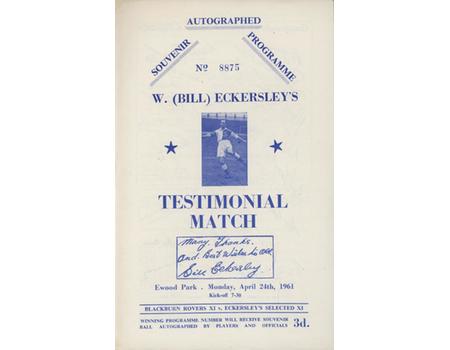 AUTOGRAPHED
SOUVENIR
PROGRAMME
No 8875
W. (BILL) ECKERSLEY'S
TESTIMONIAL
MATCH
Many Thanks.
And Best Wishes to All
Bill Eckersley
Ewood Park . Monday, April 24th, 1961
Kick-off 7-30
BLACKBURN ROVERS XI v. ECKERSLEY'S SELECTED XI
WINNING PROGRAMME NUMBER WILL RECEIVE SOUVENIR
BALL AUTOGRAPHED BY PLAYERS AND OFFICIALS 3d.